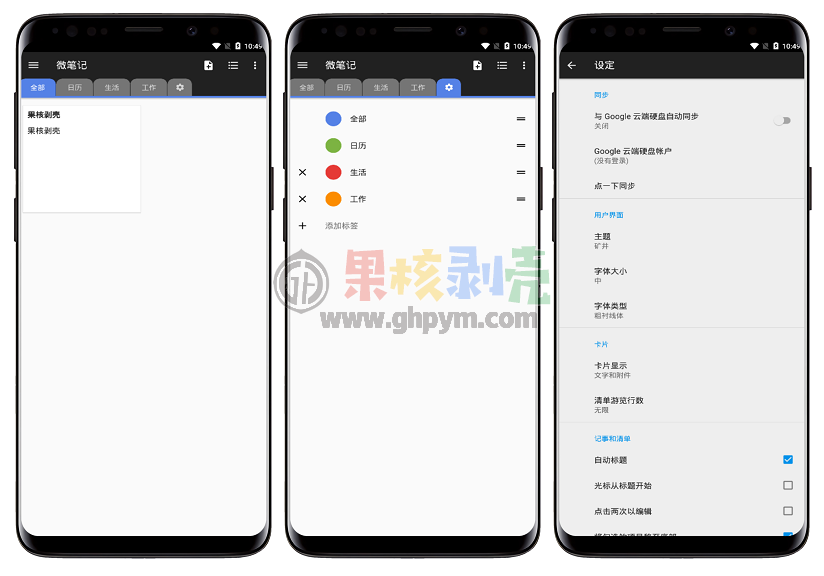 10:49
微笔记
全部
日历
生活
工作
果核剥壳
果核剥壳
10:49
微笔记
全部
日历
生活
工作
全部
日历
生活
工作
添加标签
10:49
设定
同步
与 Google 云端硬盘自动同步
关闭
Google 云端硬盘帐户
(没有登录)
点一下同步
用户界面
主题
矿井
字体大小
中
字体类型
粗衬线体
卡片
卡片显示
文字和附件
清单游览行数
无限
记事和清单
自动标题
光标从标题开始
点击两次以编辑
果核剥壳
www.ghpym.com